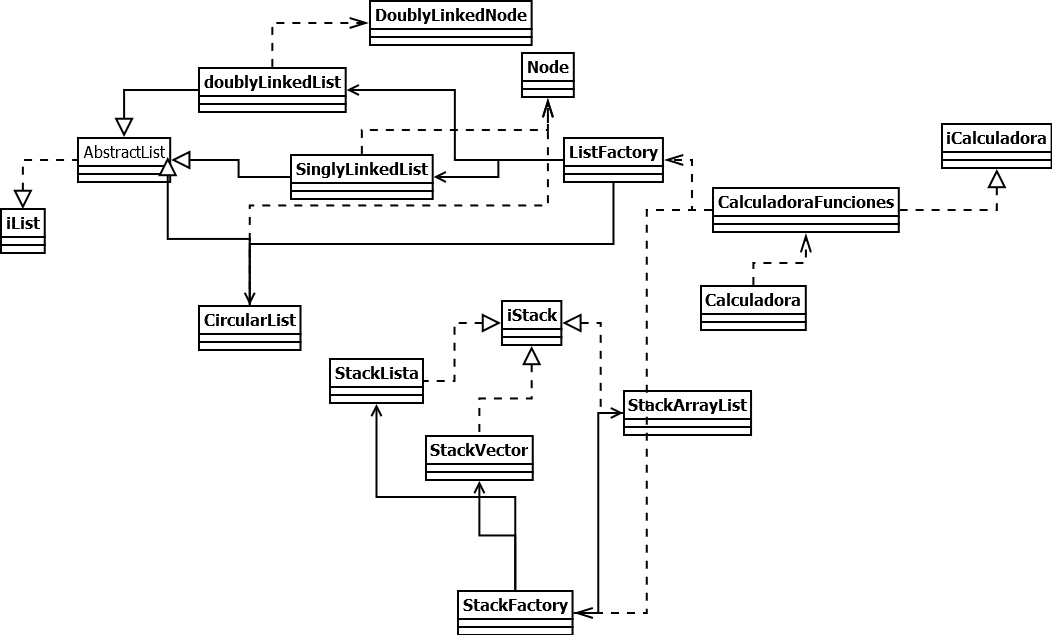 DoublyLinkedNode
Node
doublyLinkedList
iCalculadora
AbstractList
ListFactory
SinglyLinkedList
CalculadoraFunciones
iList
Calculadora
CircularList
iStack
StackLista
StackArrayList
StackVector
StackFactory